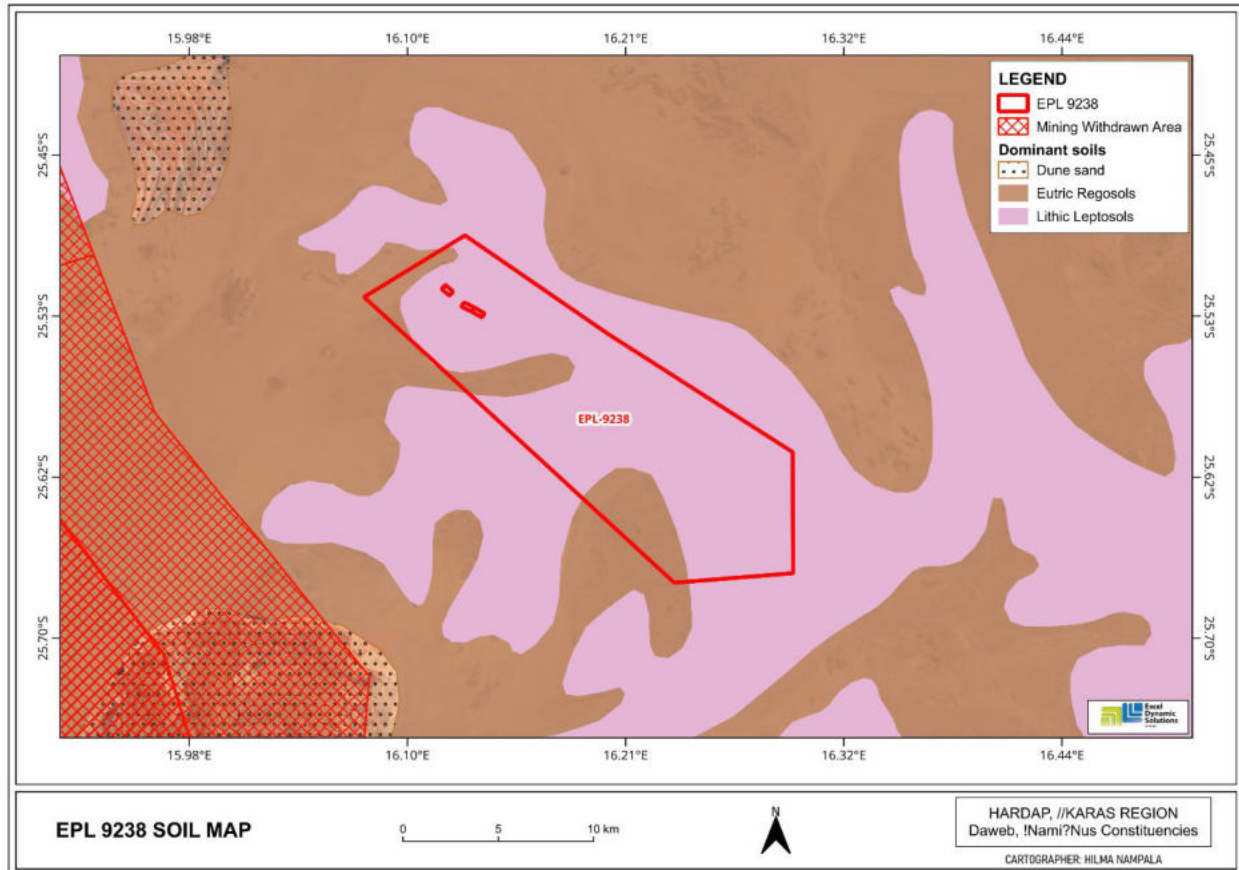 15.98°E 16.10°E 16.21°E 16.32°E 16.44°E
LEGEND
EPL 9238
Mining Withdrawn Area
Dominant soils
Dune sand
Eutric Regosols
Lithic Leptosols
25.45°S 25.45°S
25.53°S 25.53°S
EPL-9238
25.62°S 25.62°S
25.70°S 25.70°S
Excel
Dynamic
Solutions
15.98°E 16.10°E 16.21°E 16.32°E 16.44°E
EPL 9238 SOIL MAP
0 5 10 km
N
HARDAP, //KARAS REGION
Daweb, !Nami?Nus Constituencies
CARTOGRAPHER: HILMA NAMPALA